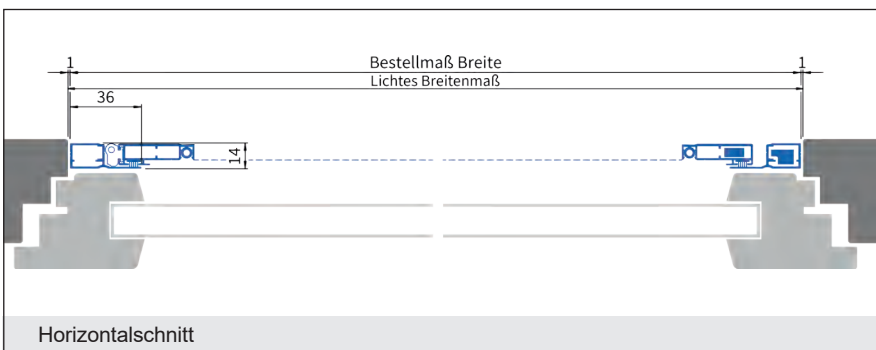 1 Bestellmaß Breite 1
Lichtes Breitenmaß
36
14
Horizontalschnitt